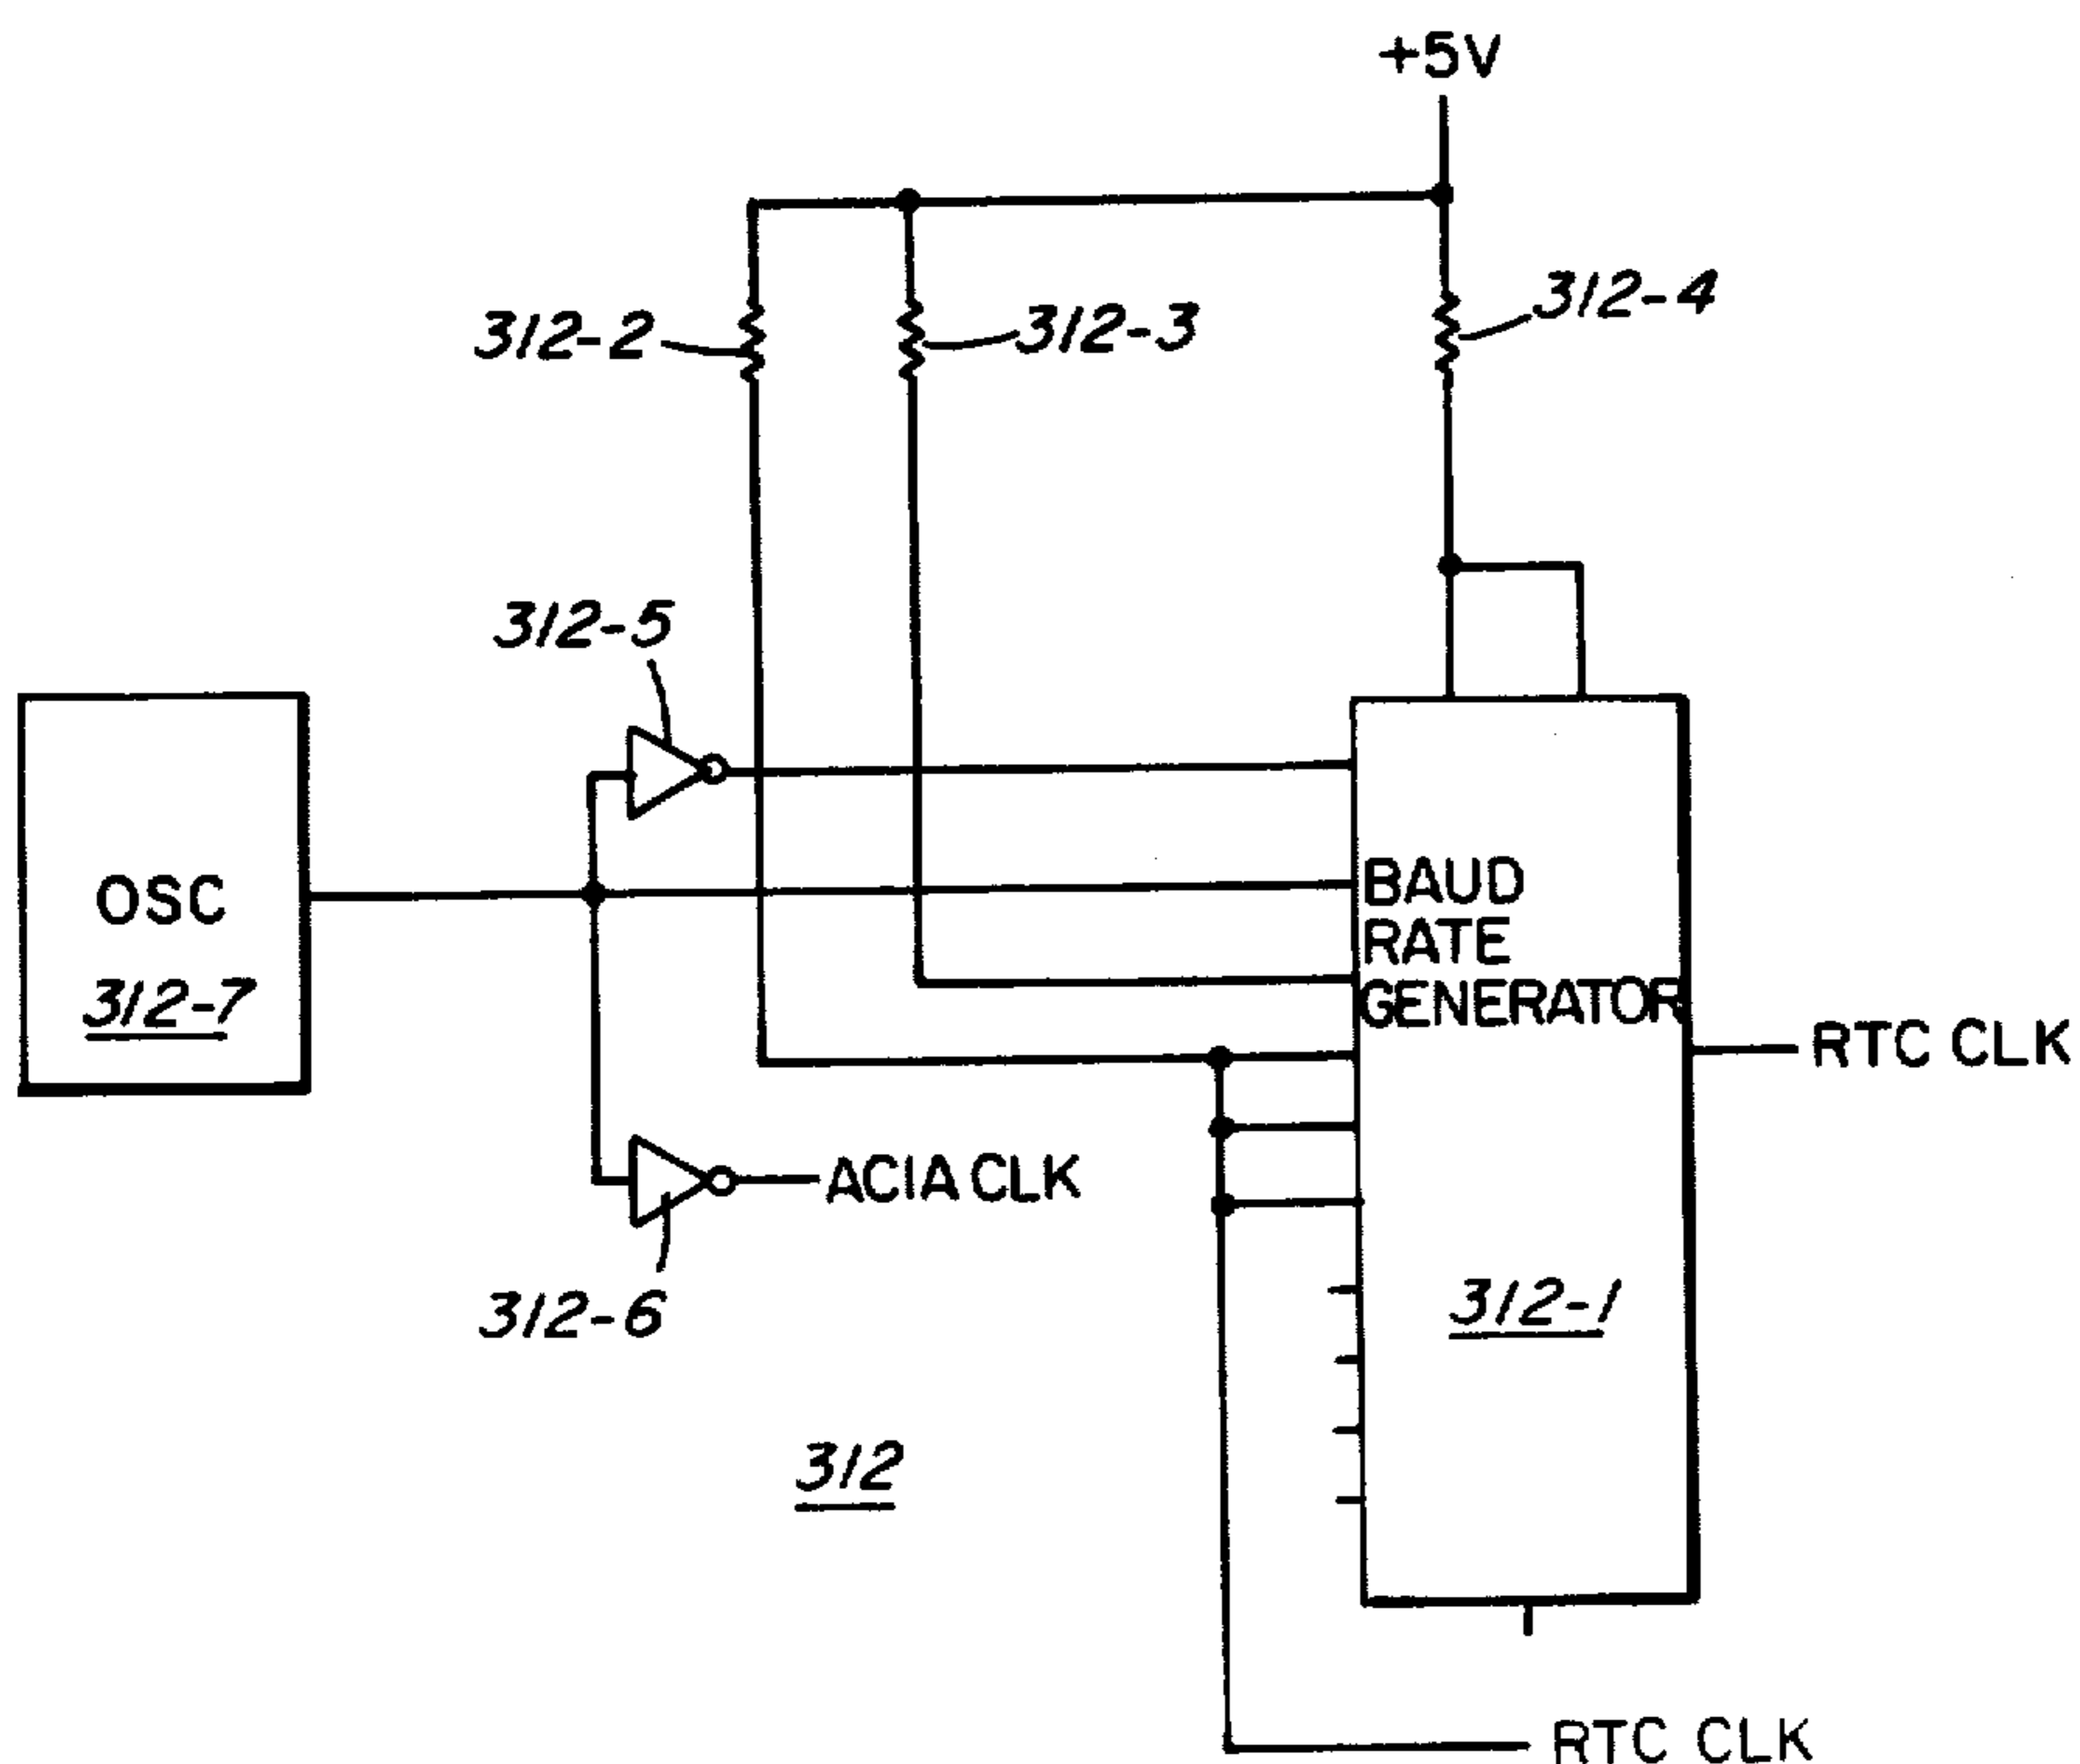 +5V
312-4
312-2
312-3
312-5
OSC
312-7
BAUD
RATE
GENERATOR
RTC CLK
ACIA CLK
312-6
312-1
312
RTC CLK